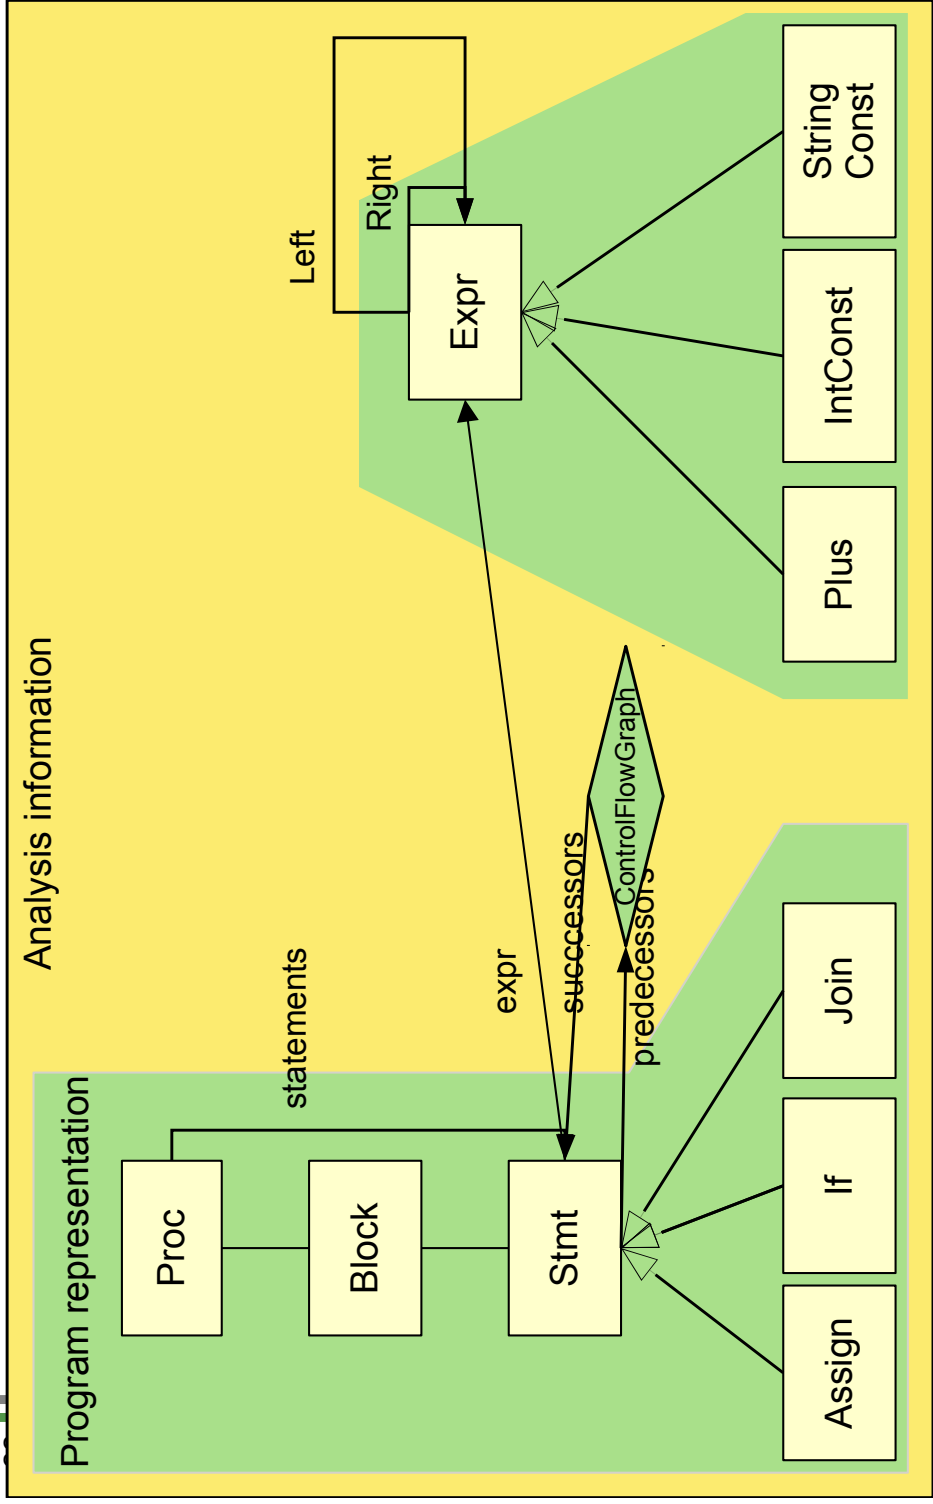 Analysis information
Program representation
Proc
Block
Stmt
Assign
If
Join
statements
expr
successors
predecessors
ControlFlowGraph
Left
Right
Expr
Plus
IntConst
String
Const